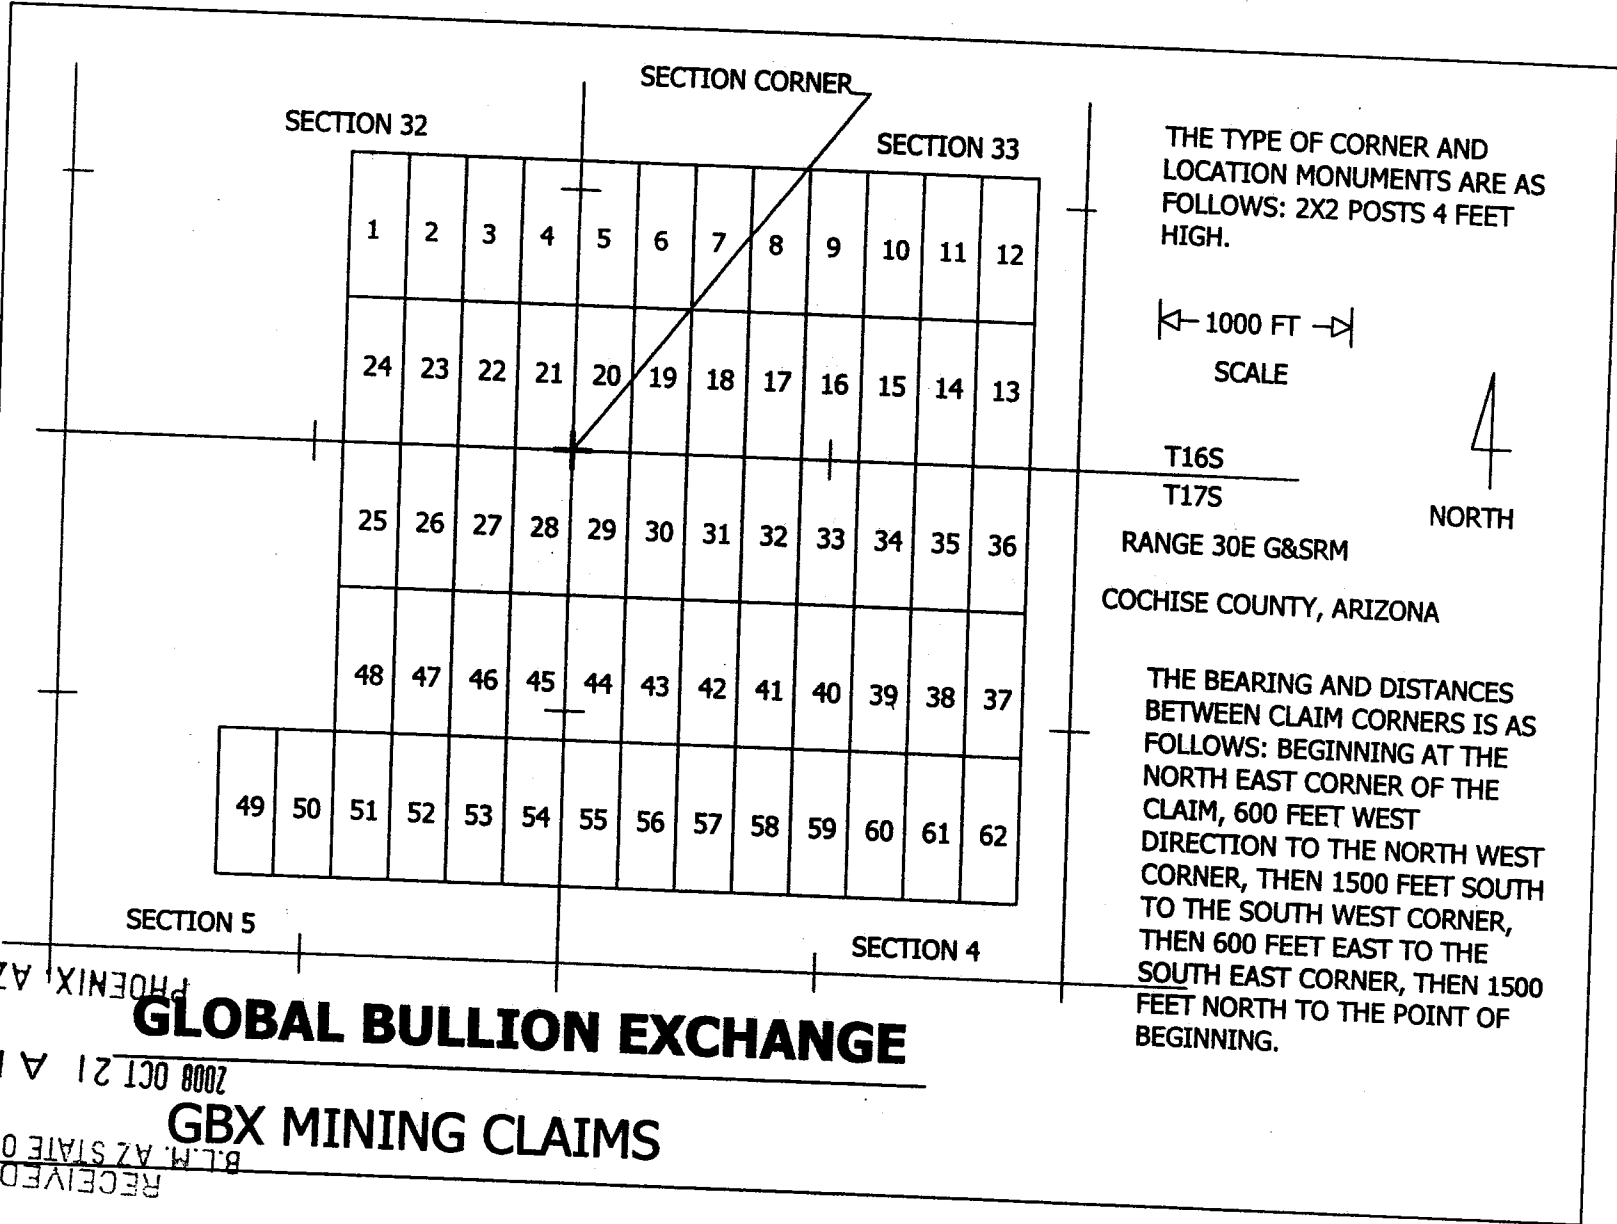 SECTION CORNER
SECTION 32
SECTION 33
1 2 3 4 5 6 7 8 9 10 11 12
24 23 22 21 20 19 18 17 16 15 14 13
25 26 27 28 29 30 31 32 33 34 35 36
48 47 46 45 44 43 42 41 40 39 38 37
49 50 51 52 53 54 55 56 57 58 59 60 61 62
SECTION 5
SECTION 4
THE TYPE OF CORNER AND
LOCATION MONUMENTS ARE AS
FOLLOWS: 2X2 POSTS 4 FEET
HIGH.
1000 FT
SCALE
T16S
T17S
NORTH
RANGE 30E G&SRM
COCHISE COUNTY, ARIZONA
THE BEARING AND DISTANCES
BETWEEN CLAIM CORNERS IS AS
FOLLOWS: BEGINNING AT THE
NORTH EAST CORNER OF THE
CLAIM, 600 FEET WEST
DIRECTION TO THE NORTH WEST
CORNER, THEN 1500 FEET SOUTH
TO THE SOUTH WEST CORNER,
THEN 600 FEET EAST TO THE
SOUTH EAST CORNER, THEN 1500
FEET NORTH TO THE POINT OF
BEGINNING.
GLOBAL BULLION EXCHANGE
GBX MINING CLAIMS
RECEIVED
B.L.M. AZ STATE O
2008 OCT 21 A
PHOENIX, AZ